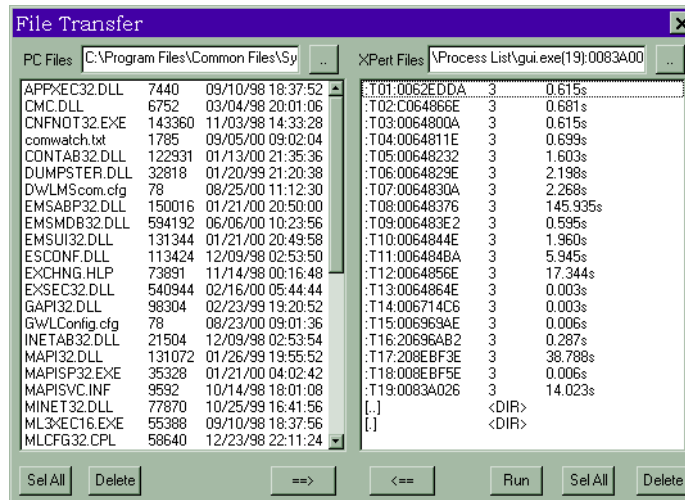 File Transfer
PC Files C:\Program Files\Common Files\Sy .. XPert Files \Process List\gui.exe(19):0083A00 ..
APPXEC32.DLL 7440 09/10/98 18:37:52
CMC.DLL 6752 03/04/98 20:01:06
CNFNOT32.EXE 143360 11/03/98 14:33:28
comwatch.txt 1785 09/05/00 09:02:04
CONTAB32.DLL 122931 01/13/00 21:35:36
DUMPSTER.DLL 32818 01/20/99 21:20:38
DWLMScom.cfg 78 08/25/00 11:12:30
EMSABP32.DLL 150016 01/21/00 20:50:00
EMSMDB32.DLL 594192 06/06/00 10:23:56
EMSUI32.DLL 131344 01/21/00 20:49:58
ESCONF.DLL 113424 12/09/98 02:53:50
EXCHNG.HLP 73891 11/14/98 00:16:48
EXSEC32.DLL 540944 02/16/00 05:44:44
GAPI32.DLL 98304 02/23/99 19:20:52
GWLConfig.cfg 78 08/23/00 09:01:36
INETAB32.DLL 21504 12/09/98 02:53:54
MAPI32.DLL 131072 01/26/99 19:55:52
MAPISP32.EXE 35328 01/21/00 04:02:42
MAPISVC.INF 9592 10/14/98 18:01:08
MINET32.DLL 77870 10/25/99 16:41:56
ML3XEC16.EXE 55388 09/10/98 18:37:56
MLCFG32.CPL 58640 12/23/98 22:11:24
:T01:0062EDDA 3 0.615s
:T02:C064866E 3 0.681s
:T03:0064800A 3 0.615s
:T04:0064811E 3 0.699s
:T05:00648232 3 1.603s
:T06:0064829E 3 2.198s
:T07:0064830A 3 2.268s
:T08:00648376 3 145.935s
:T09:006483E2 3 0.595s
:T10:0064844E 3 1.960s
:T11:006484BA 3 5.945s
:T12:0064856E 3 17.344s
:T13:0064864E 3 0.003s
:T14:006714C6 3 0.003s
:T15:006969AE 3 0.006s
:T16:20696AB2 3 0.287s
:T17:208EBF3E 3 38.788s
:T18:008EBF5E 3 0.006s
:T19:0083A026 3 14.023s
[..] <DIR>
[.] <DIR>
Sel All Delete ==> <== Run Sel All Delete